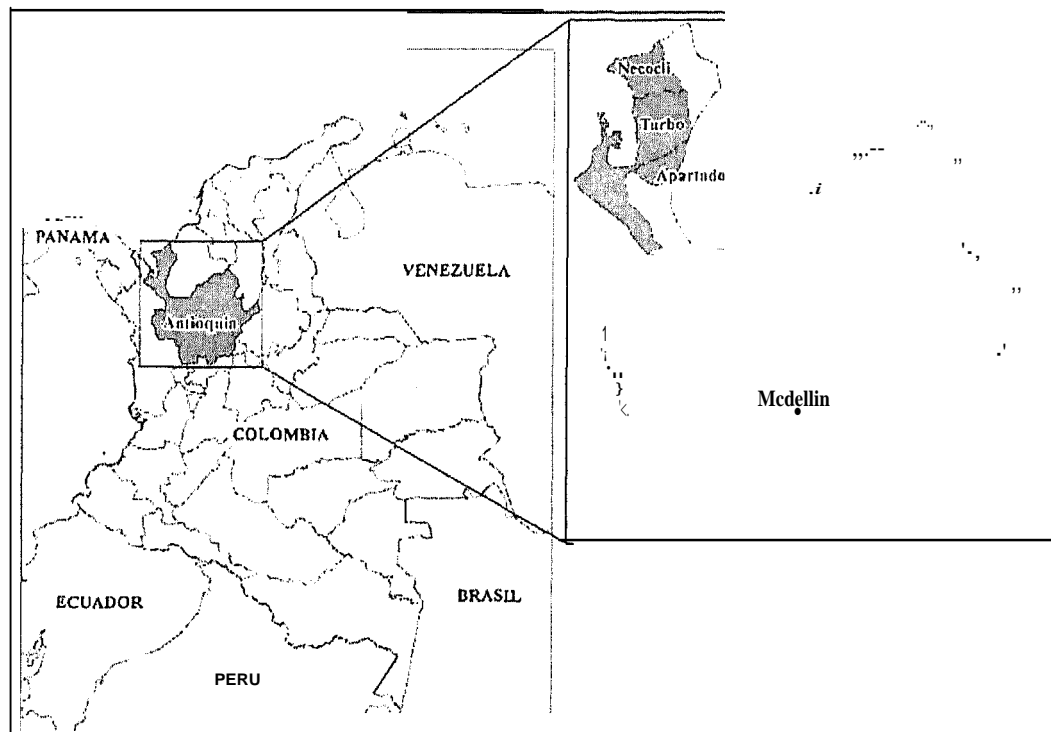 Necocli
Turbo
Apartado
PANAMA
VENEZUELA
Antioquia
Mcdellin
COLOMBIA
ECUADOR
BRASIL
PERU